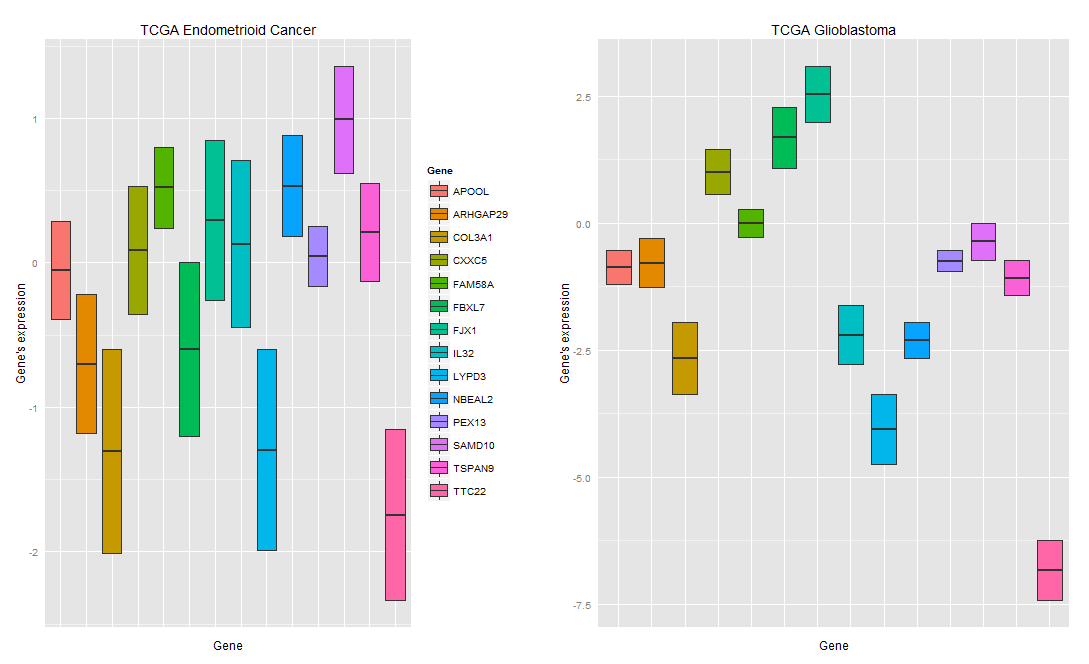 TCGA Endometrioid Cancer
Gene's expression
1
0
-1
-2
Gene
Gene
APOOL
ARHGAP29
COL3A1
CXXC5
FAM58A
FBXL7
FJX1
IL32
LYPD3
NBEAL2
PEX13
SAMD10
TSPAN9
TTC22
TCGA Glioblastoma
Gene's expression
2.5
0.0
-2.5
-5.0
-7.5
Gene